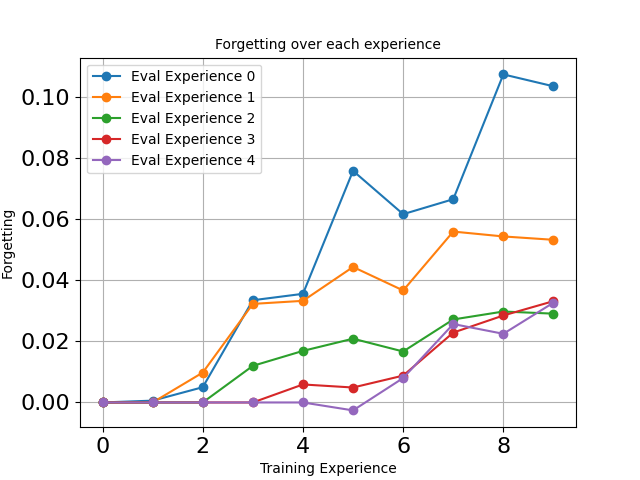 Forgetting over each experience
Eval Experience 0
Eval Experience 1
Eval Experience 2
Eval Experience 3
Eval Experience 4
Forgetting
0.10
0.08
0.06
0.04
0.02
0.00
0 2 4 6 8
Training Experience